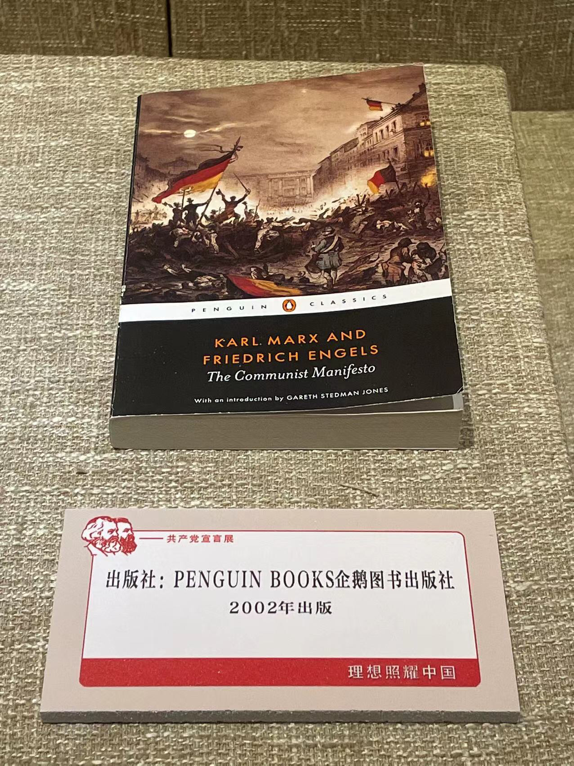 PENGUIN CLASSICS
KARL MARX AND
FRIEDRICH ENGELS
The Communist Manifesto
With an introduction by GARETH STEDMAN JONES
共产党宣言展
出版社：PENGUIN BOOKS企鹅图书出版社
2002年出版
理想照耀中国